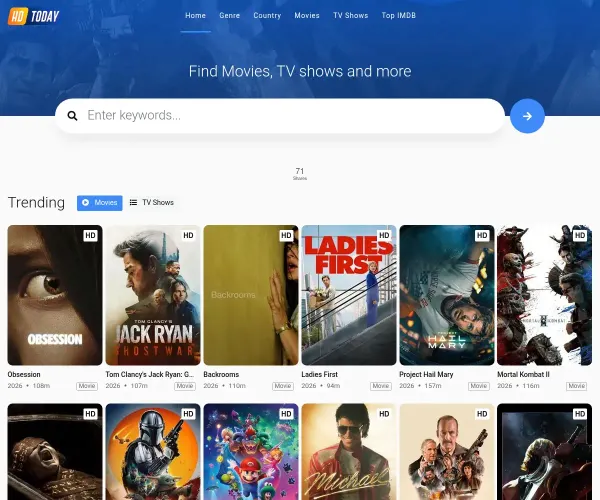 HD TODAY
Home Genre Country Movies TV Shows Top IMDB
Find Movies, TV shows and more
Enter keywords...
71
Shares
Trending Movies TV Shows
HD HD HD HD HD HD
OBSESSION
TOM CLANCY'S
JACK RYAN
GHOST WAR
Backrooms
LADIES
FIRST
PROJECT
HAIL
MARY
MORTAL KOMBAT II
Obsession
2026 • 108m Movie
Tom Clancy's Jack Ryan: G...
2026 • 107m Movie
Backrooms
2026 • 110m Movie
Ladies First
2026 • 94m Movie
Project Hail Mary
2026 • 157m Movie
Mortal Kombat II
2026 • 116m Movie
HD HD HD HD HD HD
Michael